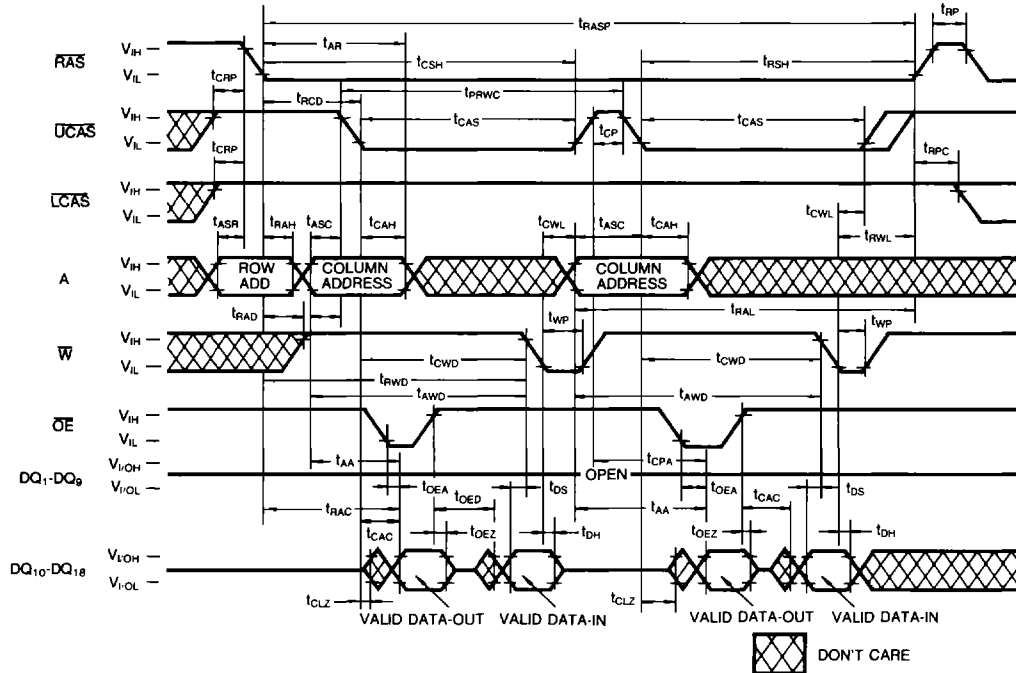 tRASP
tRP
tAR
RAS
VIH
VIL
tCSH
tRSH
tCRP
tRCD
tPRWC
UCAS
VIH
VIL
tCAS
tCP
tCAS
tCRP
tRPC
LCAS
VIH
VIL
tCWL
tASR
tRAH
tASC
tCAH
tCWL
tASC
tCAH
tRWL
A
VIH
VIL
ROW ADD
COLUMN ADDRESS
COLUMN ADDRESS
tRAD
tRAL
tWP
tWP
W
VIH
VIL
tCWD
tCWD
tRWD
tAWD
tAWD
OE
VIH
VIL
tAA
tCPA
DQ1-DQ9
VI/OH
VI/OL
OPEN
tOEA
tOED
tDS
tOEA
tCAC
tDS
tRAC
tAA
tCAC
tOEZ
tDH
tOEZ
tDH
DQ10-DQ18
VI/OH
VI/OL
tCLZ
tCLZ
VALID DATA-OUT
VALID DATA-IN
VALID DATA-OUT
VALID DATA-IN
DON'T CARE